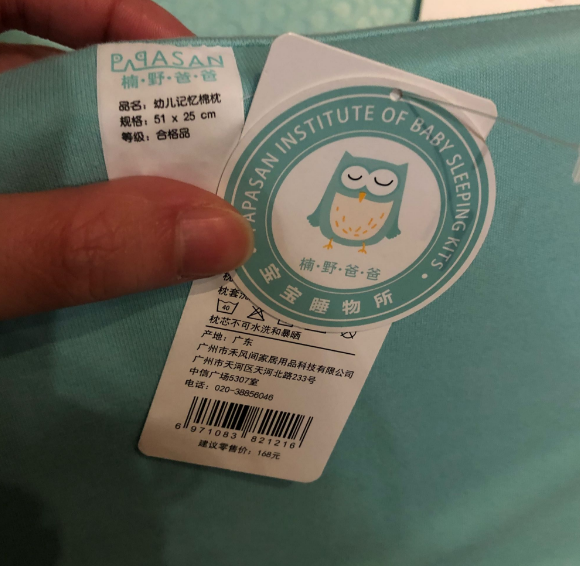 PAPASAN
楠·野·爸·爸
品名：幼儿记忆棉枕
规格：51 x 25 cm
等级：合格品
PAPASAN INSTITUTE OF BABY SLEEPING KITS
楠·野·爸·爸
宝宝睡物所
枕套
40
枕芯不可水洗和暴晒
产地：广东
广州市禾风间家居用品科技有限公司
广州市天河区天河北路233号
中信广场5307室
电话：020-38856046
6 971083 821216
建议零售价：168元